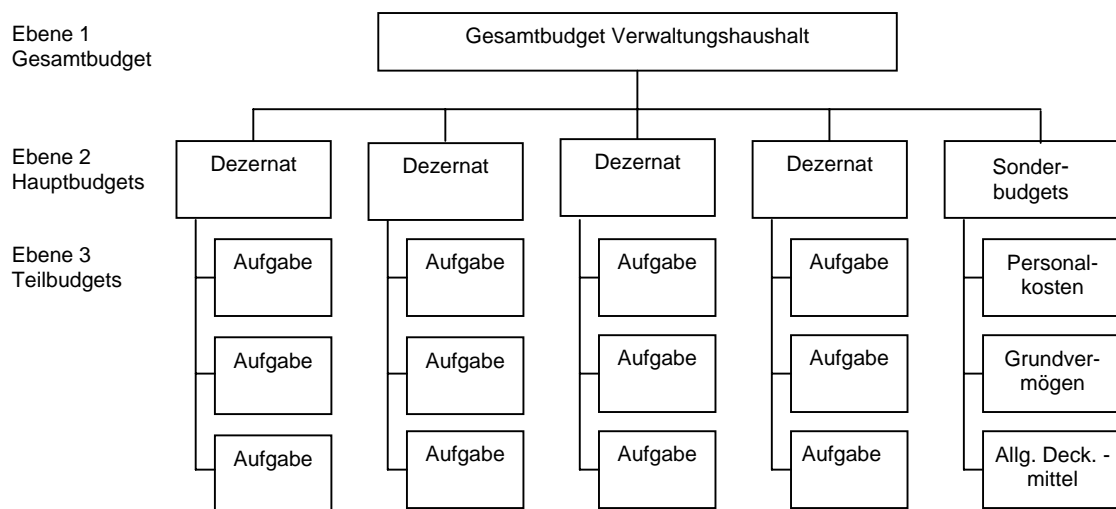 Ebene 1
Gesamtbudget
Gesamtbudget Verwaltungshaushalt
Ebene 2
Hauptbudgets
Dezernat
Dezernat
Dezernat
Dezernat
Sonder-
budgets
Ebene 3
Teilbudgets
Aufgabe
Aufgabe
Aufgabe
Aufgabe
Personal-
kosten
Aufgabe
Aufgabe
Aufgabe
Aufgabe
Grundver-
mögen
Aufgabe
Aufgabe
Aufgabe
Aufgabe
Allg. Deck. -
mittel